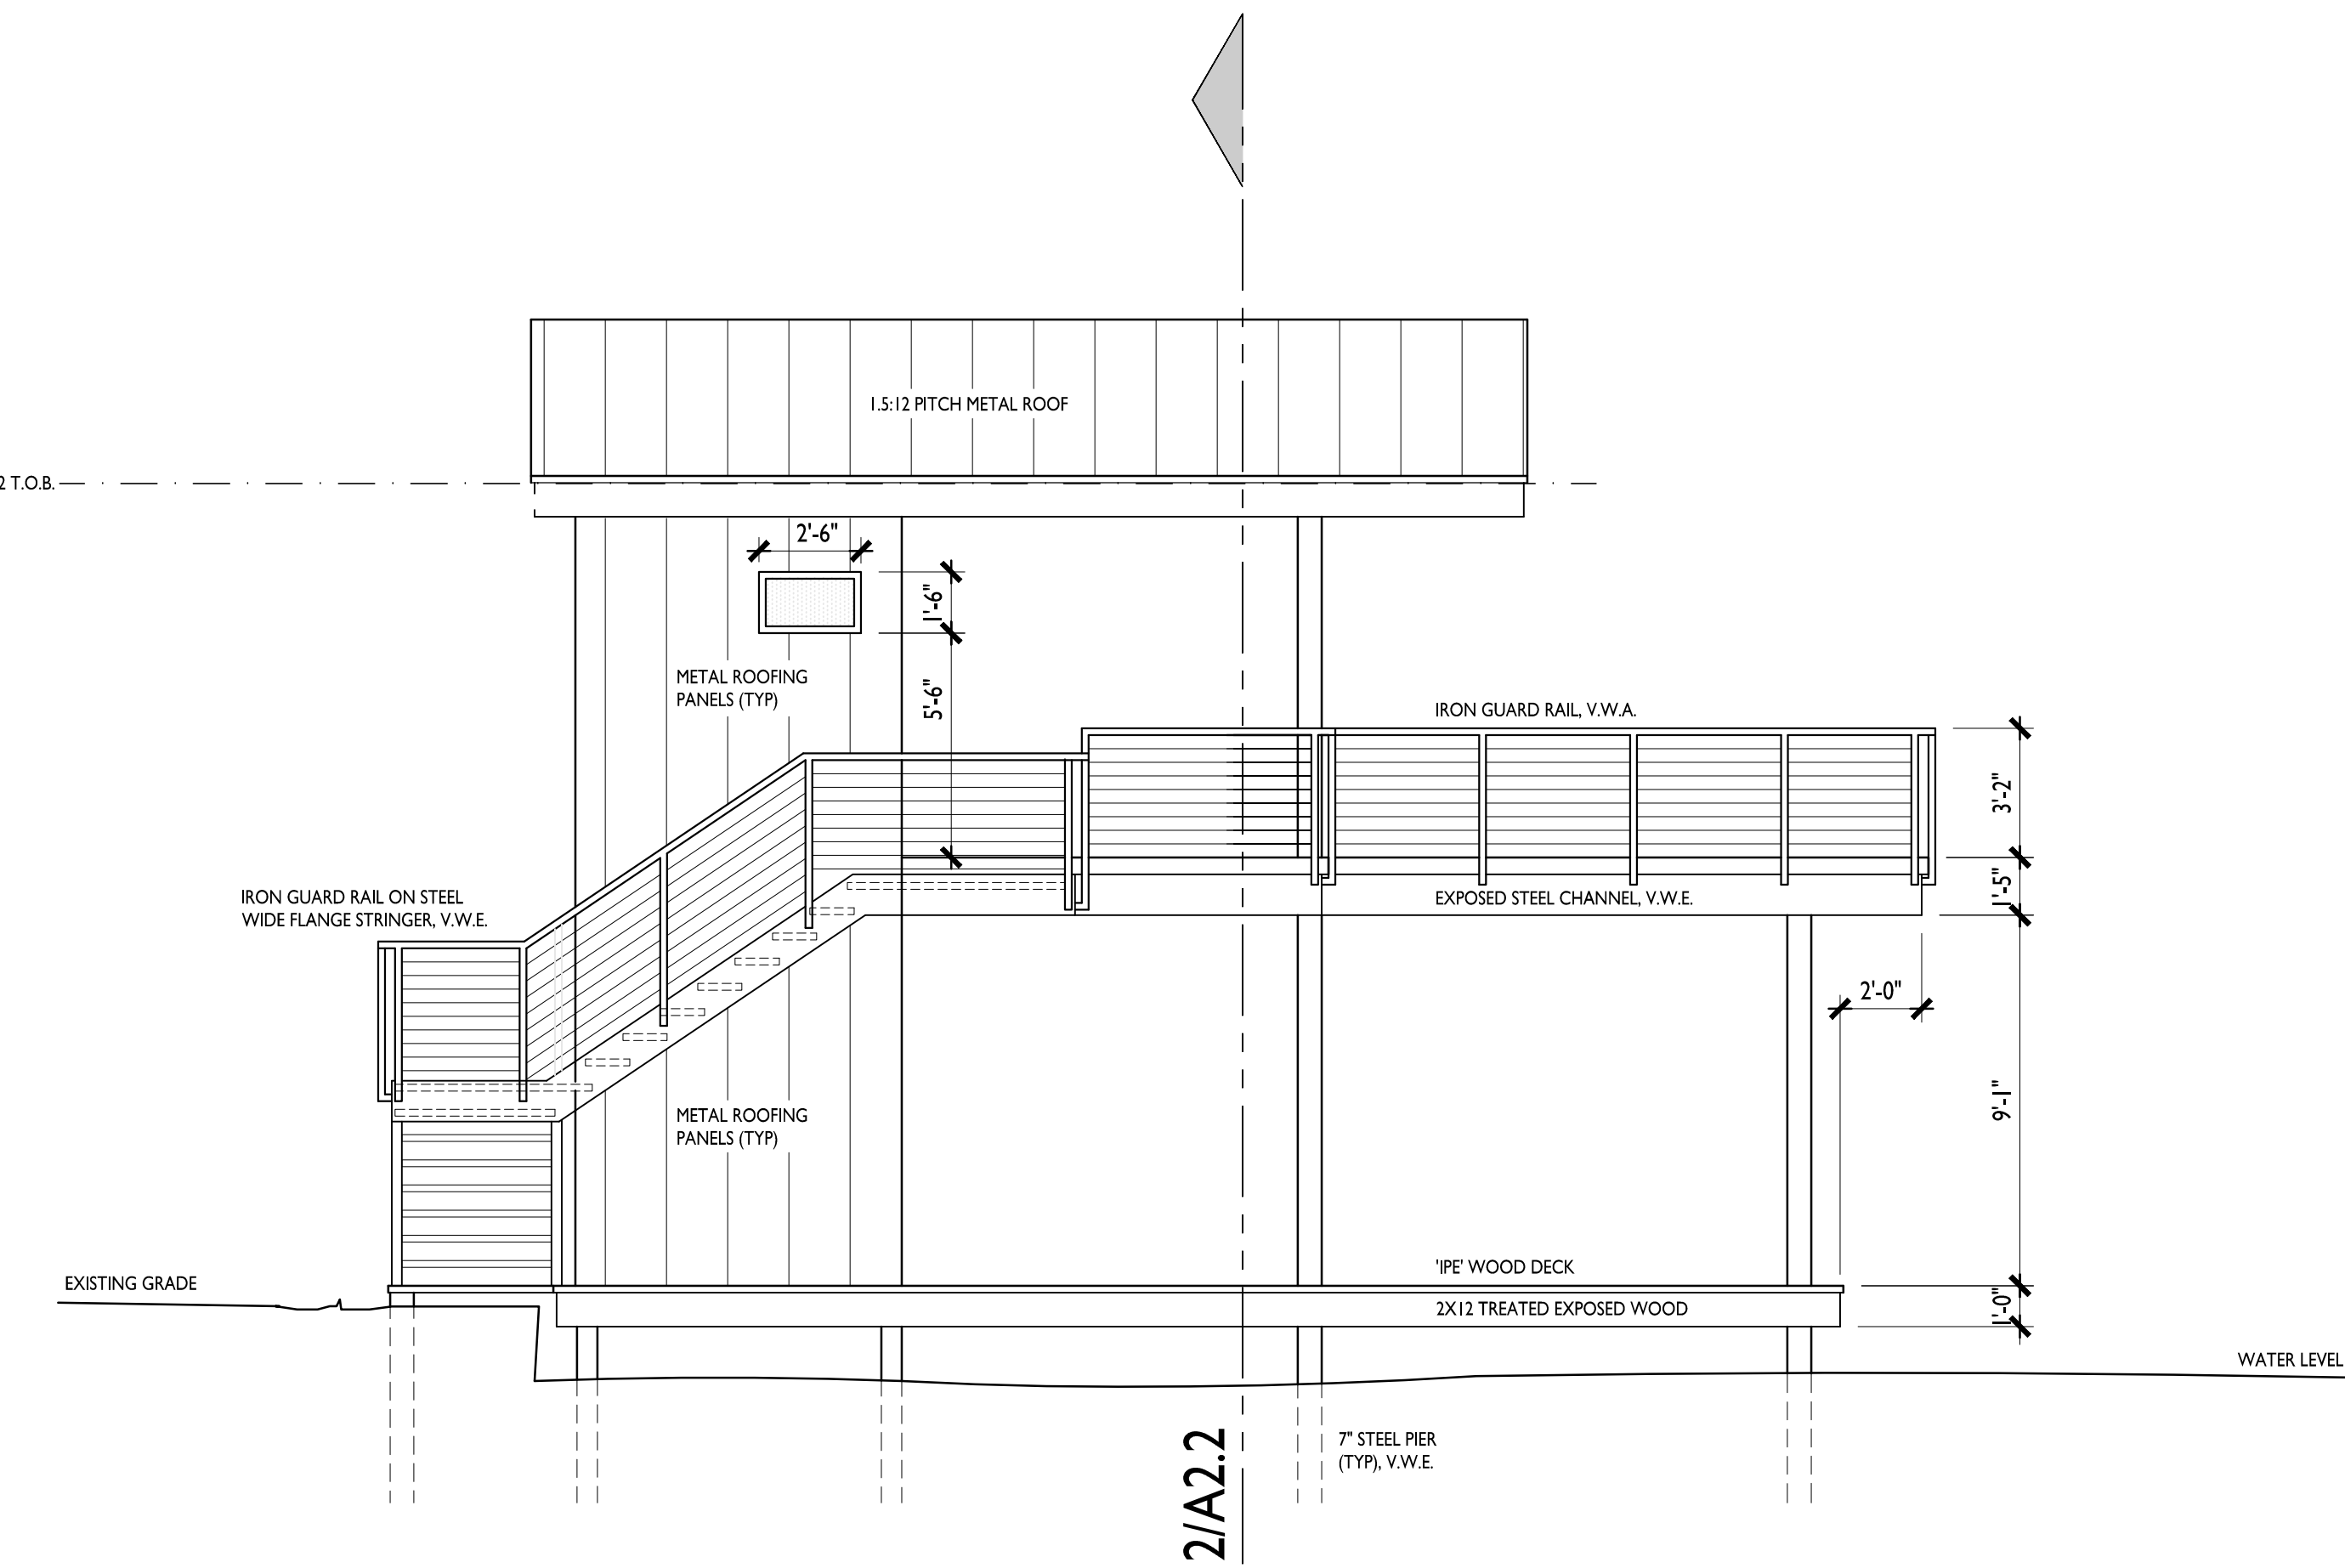 1.5:12 PITCH METAL ROOF
2 T.O.B.
2'-6"
1'-6"
METAL ROOFING
PANELS (TYP)
5'-6"
IRON GUARD RAIL, V.W.A.
3'-2"
IRON GUARD RAIL ON STEEL
WIDE FLANGE STRINGER, V.W.E.
EXPOSED STEEL CHANNEL, V.W.E.
1'-5"
2'-0"
9'-1"
METAL ROOFING
PANELS (TYP)
'IPE' WOOD DECK
EXISTING GRADE
2X12 TREATED EXPOSED WOOD
1'-0"
WATER LEVEL
7" STEEL PIER
(TYP), V.W.E.
2/A2.2